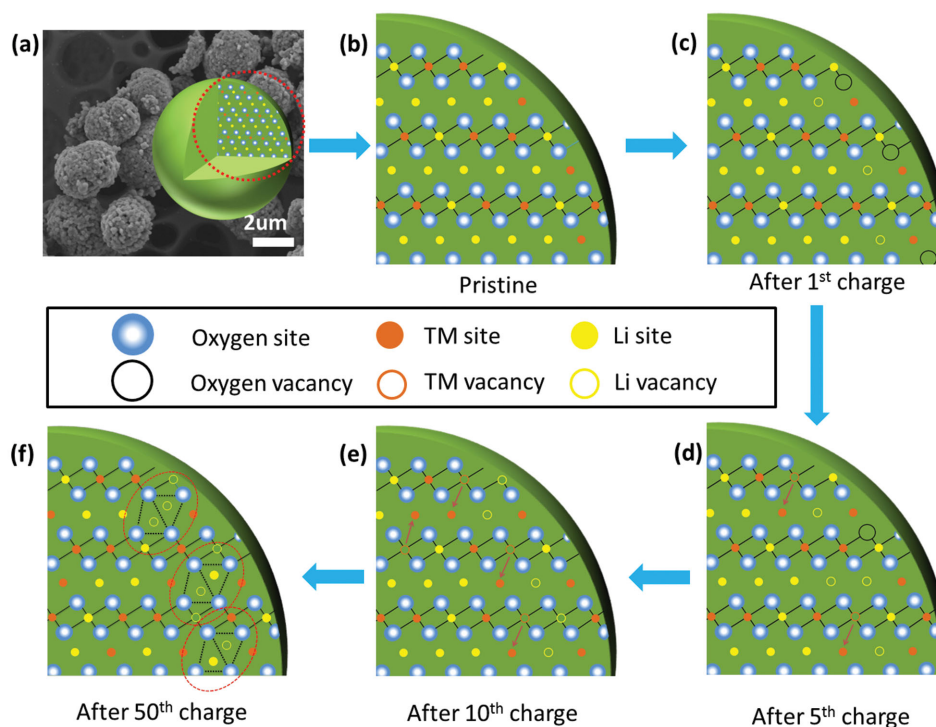 (a)
2um
(b)
Pristine
(c)
After 1st charge
Oxygen site
TM site
Li site
Oxygen vacancy
TM vacancy
Li vacancy
(f)
After 50th charge
(e)
After 10th charge
(d)
After 5th charge